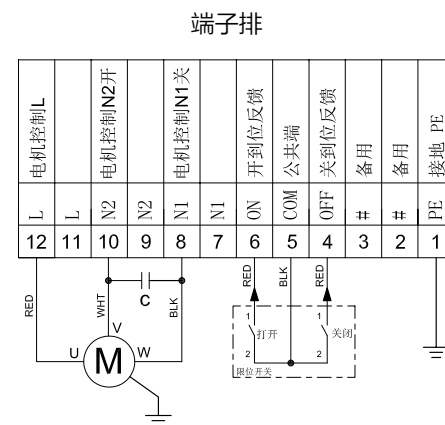 端子排
电机控制L
电机控制N2开
电机控制N1关
开到位反馈
公共端
关到位反馈
备用
备用
接地 PE
L
L
N2
N2
N1
N1
ON
COM
OFF
#
#
PE
12 11 10 9 8 7 6 5 4 3 2 1
RED
WHT
C
BLK
RED
BLK
RED
V
U
M
W
1
打开
2
1
关闭
2
限位开关